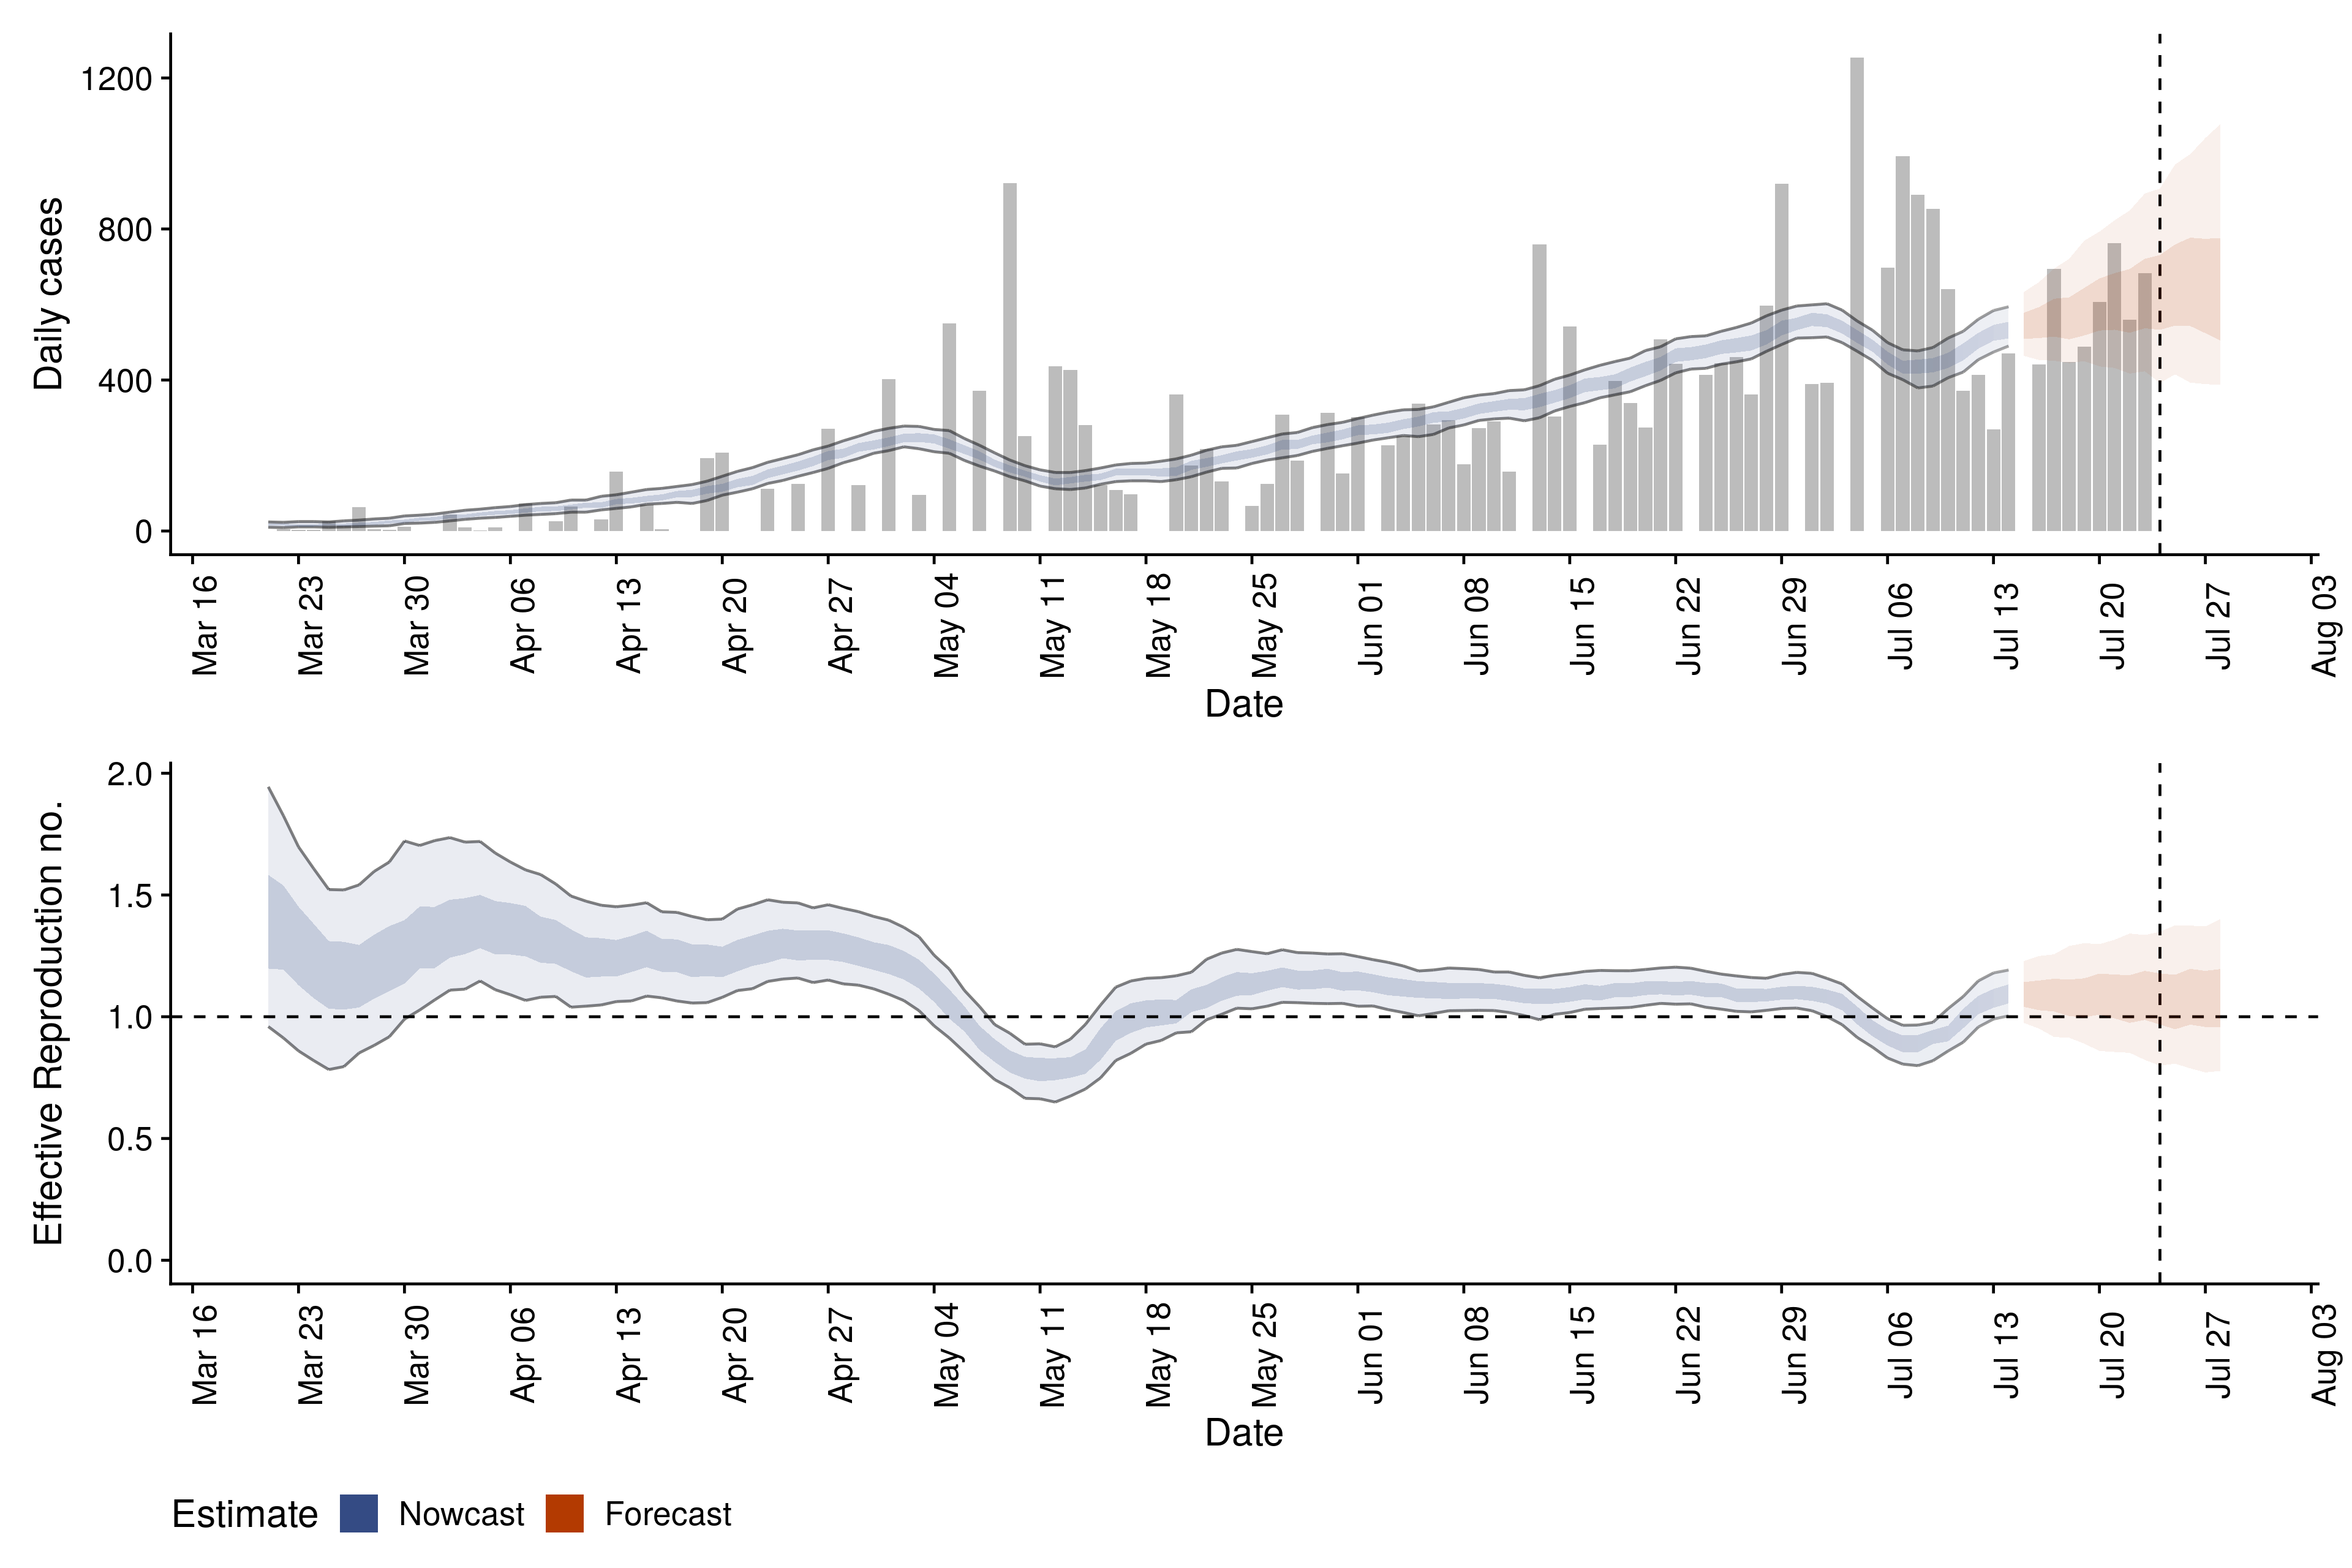 1200
800
400
0
Daily cases
Mar 16
Mar 23
Mar 30
Apr 06
Apr 13
Apr 20
Apr 27
May 04
May 11
May 18
May 25
Jun 01
Jun 08
Jun 15
Jun 22
Jun 29
Jul 06
Jul 13
Jul 20
Jul 27
Aug 03
Date
2.0
1.5
1.0
0.5
0.0
Effective Reproduction no.
Mar 16
Mar 23
Mar 30
Apr 06
Apr 13
Apr 20
Apr 27
May 04
May 11
May 18
May 25
Jun 01
Jun 08
Jun 15
Jun 22
Jun 29
Jul 06
Jul 13
Jul 20
Jul 27
Aug 03
Date
Estimate Nowcast Forecast